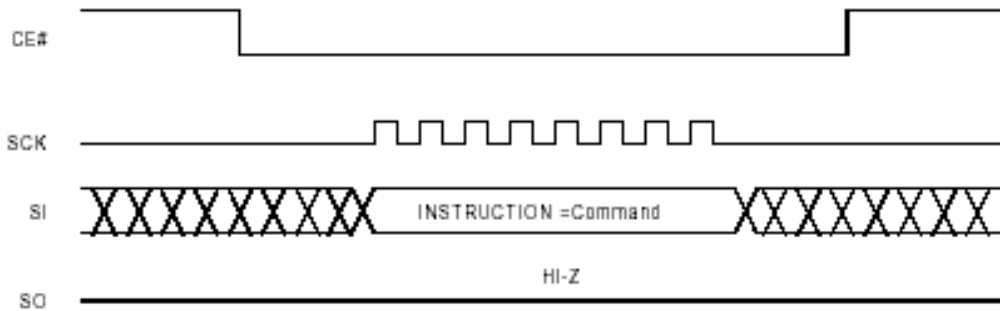 CE#
SCK
SI
INSTRUCTION =Command
HI-Z
SO